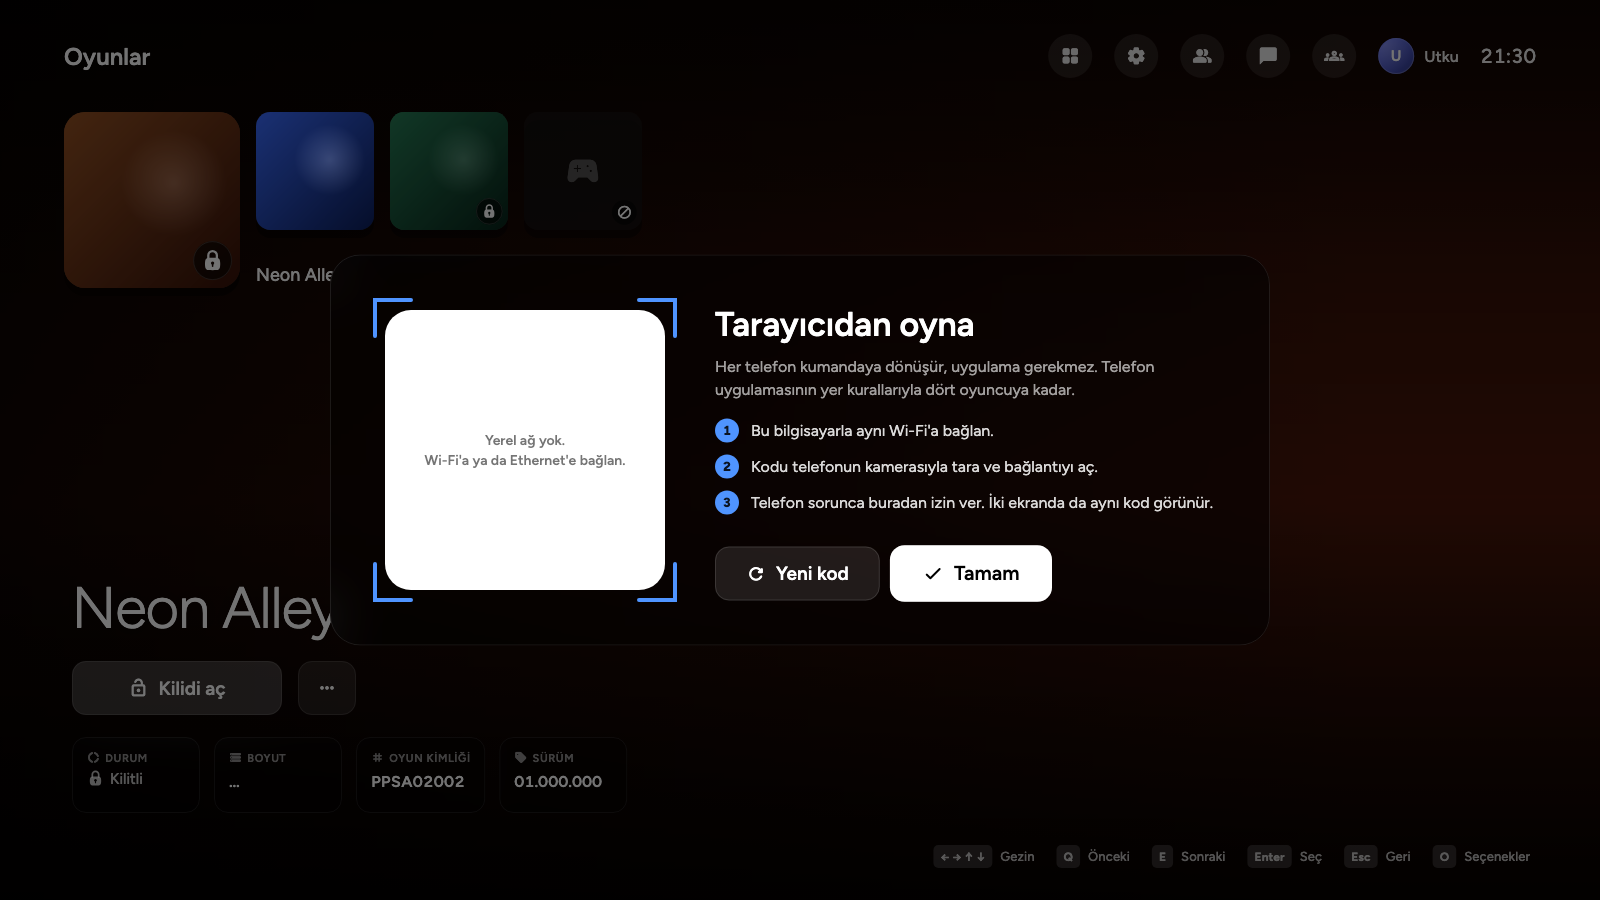 Oyunlar
U
Utku
21:30
Neon Alle
Yerel ağ yok.
Wi-Fi'a ya da Ethernet'e bağlan.
Tarayıcıdan oyna
Her telefon kumandaya dönüşür, uygulama gerekmez. Telefon
uygulamasının yer kurallarıyla dört oyuncuya kadar.
1 Bu bilgisayarla aynı Wi-Fi'a bağlan.
2 Kodu telefonun kamerasıyla tara ve bağlantıyı aç.
3 Telefon sorunca buradan izin ver. İki ekranda da aynı kod görünür.
Yeni kod
Tamam
Neon Alley
Kilidi aç
DURUM
Kilitli
BOYUT
...
# OYUN KİMLİĞİ
PPSA02002
SÜRÜM
01.000.000
←→↑↓ Gezin
Q Önceki
E Sonraki
Enter Seç
Esc Geri
O Seçenekler